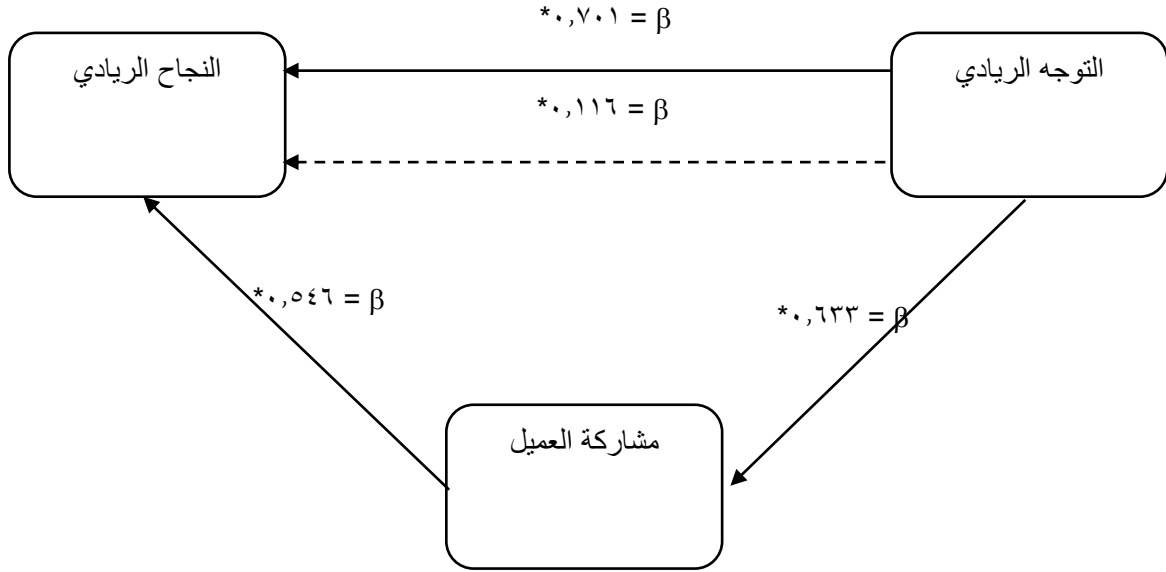 β = ٠,٧٠١*
التوجه الريادي
النجاح الريادي
β = ٠,١١٦*
β = ٠,٦٣٣*
β = ٠,٥٤٦*
مشاركة العميل